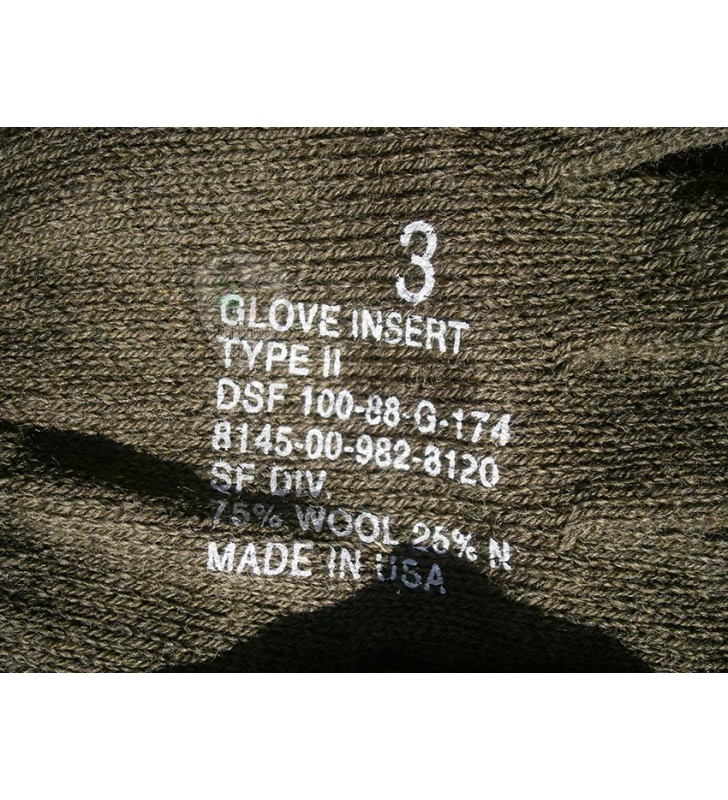 3
GLOVE INSERT
TYPE II
DSF 100-88-G-174
8145-00-982-8120
SF DIV.
75% WOOL 25% N
MADE IN USA